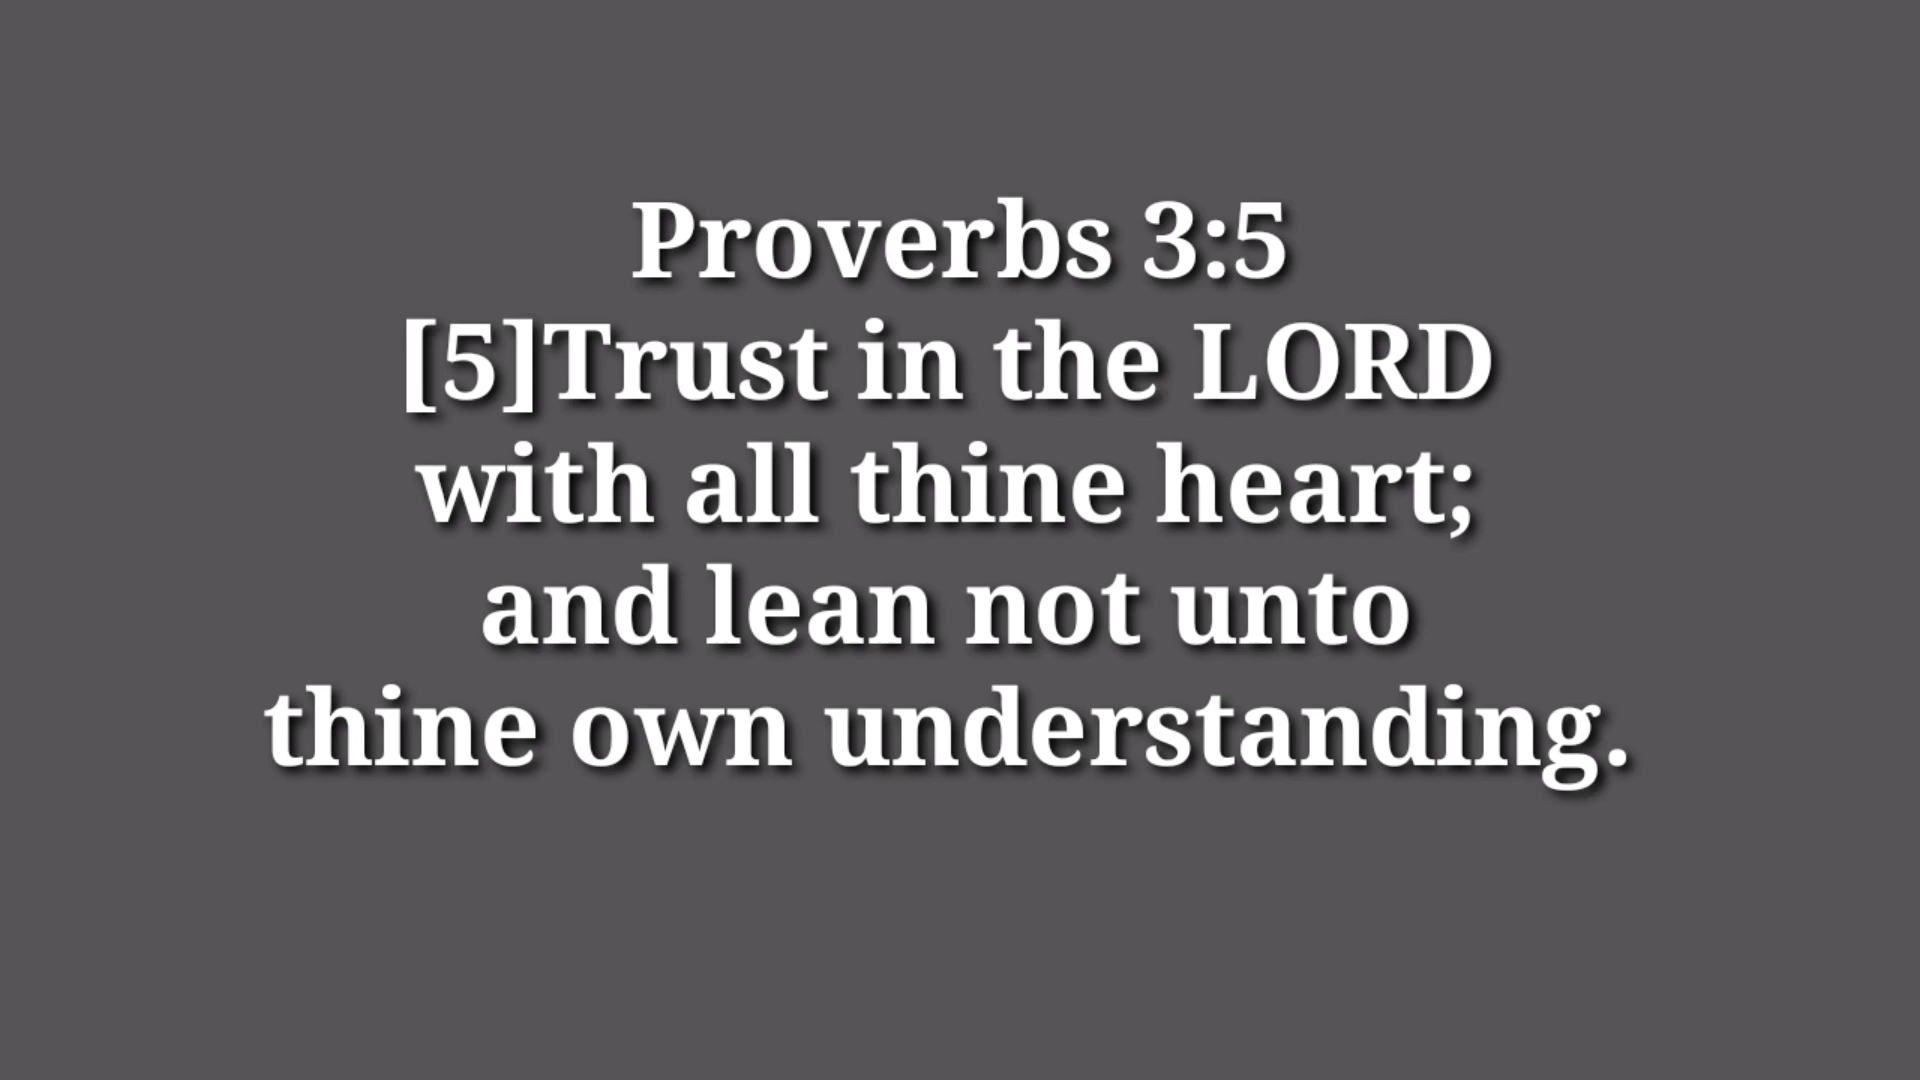 Proverbs 3:5
[5]Trust in the LORD
with all thine heart;
and lean not unto
thine own understanding.